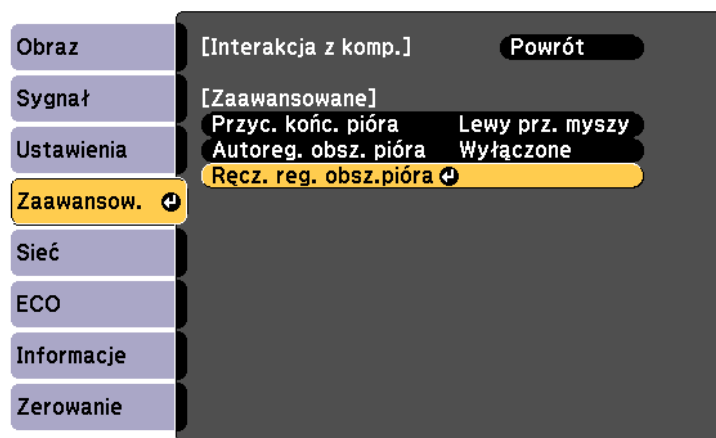 Obraz
Sygnał
Ustawienia
Zaawansow.
Sieć
ECO
Informacje
Zerowanie
[Interakcja z komp.] Powrót
[Zaawansowane]
Przyc. końc. pióra Lewy prz. myszy
Autoreg. obsz. pióra Wyłączone
Ręcz. reg. obsz.pióra